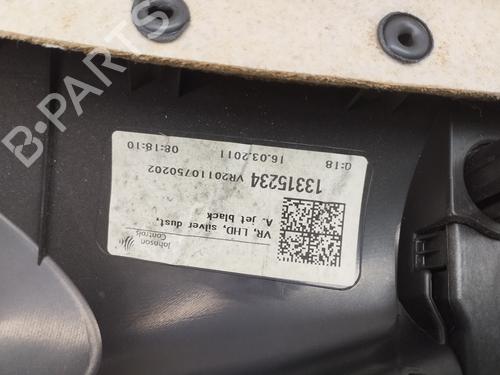 B-PARTS
Johnson
Controls
VR, LHD, silver dust,
A. jet black
13315234 VR20110750202
0:18 16.03.2011 08:18:10